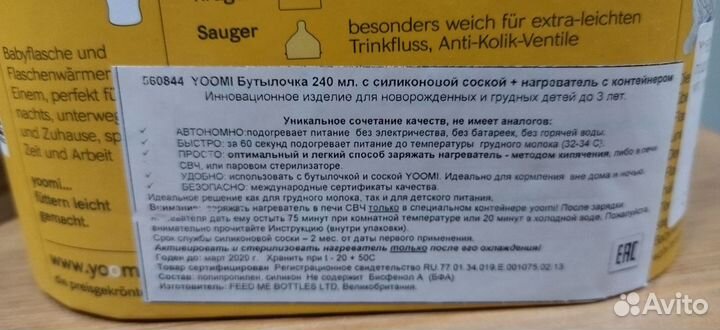 Sauger
besonders weich für extra-leichten
Trinkfluss, Anti-Kolik-Ventile
Babyflasche und
Flaschenwärmer
Einem, perfekt fü
nachts, unterweg
und Zuhause, sp
Zeit und Arbeit
yoomi...
füttern leicht
gemacht.
www.yoomi
die preisgekrönt
560844 YOOMI Бутылочка 240 мл. с силиконовой соской + нагреватель с контейнером
Инновационное изделие для новорожденных и грудных детей до 3 лет.
Уникальное сочетание качеств, не имеет аналогов:
✓ АВТОНОМНО:подогревает питание без электричества, без батареек, без горячей воды.
✓ БЫСТРО: за 60 секунд подогревает питание до температуры грудного молока (32-34 С).
✓ ПРОСТО: оптимальный и легкий способ заряжать нагреватель - методом кипячения, либо в печи
СВЧ, или паровом стерилизаторе.
✓ УДОБНО: использовать с бутылочкой и соской YOOMI. Идеально для кормления вне дома и ночью.
✓ БЕЗОПАСНО: международные сертификаты качества.
Идеальное решение как для грудного молока, так и для детского питания.
Внимание: заряжать нагреватель в печи СВЧ только в специальном контейнере yoomi! После зарядки
нагревателя дать ему остыть 75 минут при комнатной температуре или 20 минут в холодной воде. Пожалуйста,
внимательно прочитайте Инструкцию (внутри упаковки).
Срок службы силиконовой соски – 2 мес. от даты первого применения.
Активировать и стерилизовать нагреватель только после его охлаждения!
Годен до: март 2020 г. Хранить при t - 20 + 50С
Товар сертифицирован Регистрационное свидетельство RU.77.01.34.019.Е.001075.02.13
Состав: полипропилен, силикон Не содержит Бисфенол А (БФА)
Изготовитель: FEED ME BOTTLES LTD, Великобритания.
EAC
Avito